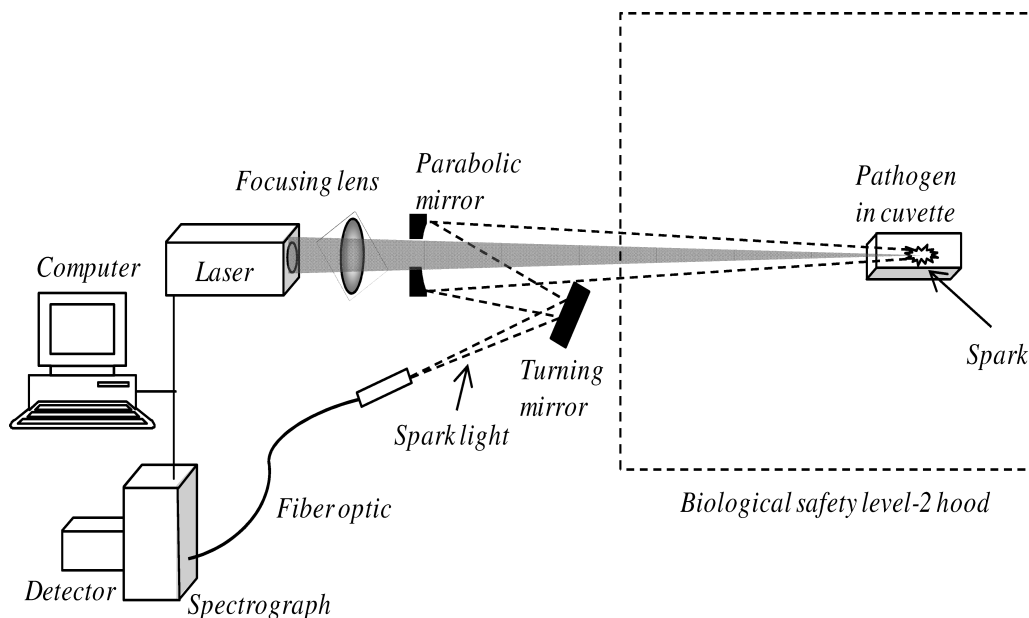 Parabolic
mirror
Focusing lens
Pathogen
in cuvette
Computer
Laser
Spark
Turning
mirror
Spark light
Fiber optic
Biological safety level-2 hood
Detector
Spectrograph